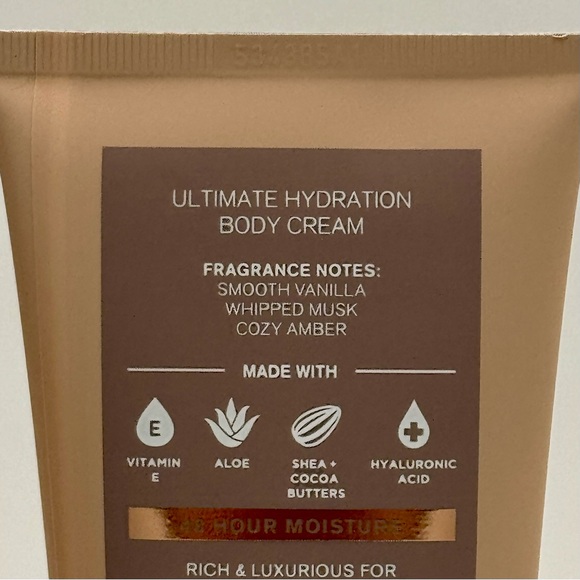 ULTIMATE HYDRATION
BODY CREAM
FRAGRANCE NOTES:
SMOOTH VANILLA
WHIPPED MUSK
COZY AMBER
MADE WITH
E
VITAMIN
E
ALOE
SHEA +
COCOA
BUTTERS
HYALURONIC
ACID
48 HOUR MOISTURE
RICH & LUXURIOUS FOR